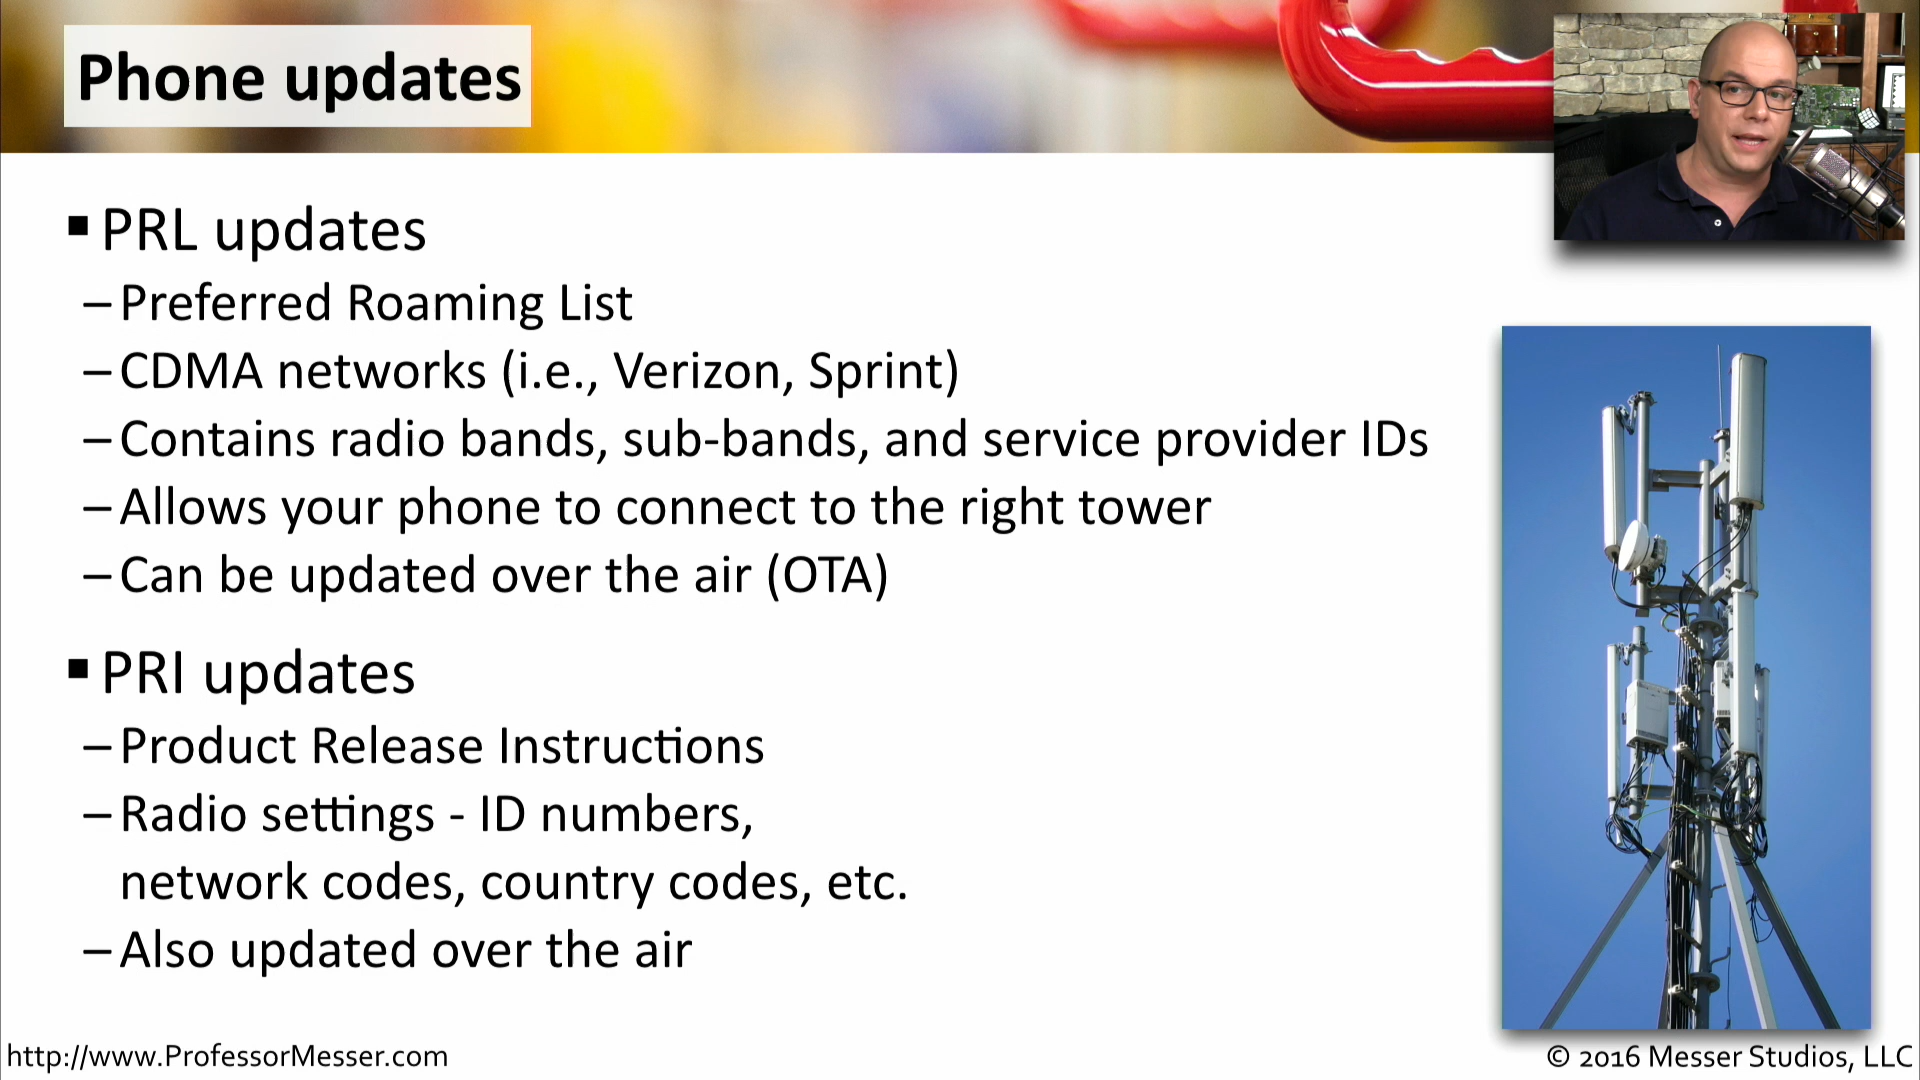 Phone updates
▪ PRL updates
– Preferred Roaming List
– CDMA networks (i.e., Verizon, Sprint)
– Contains radio bands, sub-bands, and service provider IDs
– Allows your phone to connect to the right tower
– Can be updated over the air (OTA)
▪ PRI updates
– Product Release Instructions
– Radio settings - ID numbers,
network codes, country codes, etc.
– Also updated over the air
http://www.ProfessorMesser.com
© 2016 Messer Studios, LLC